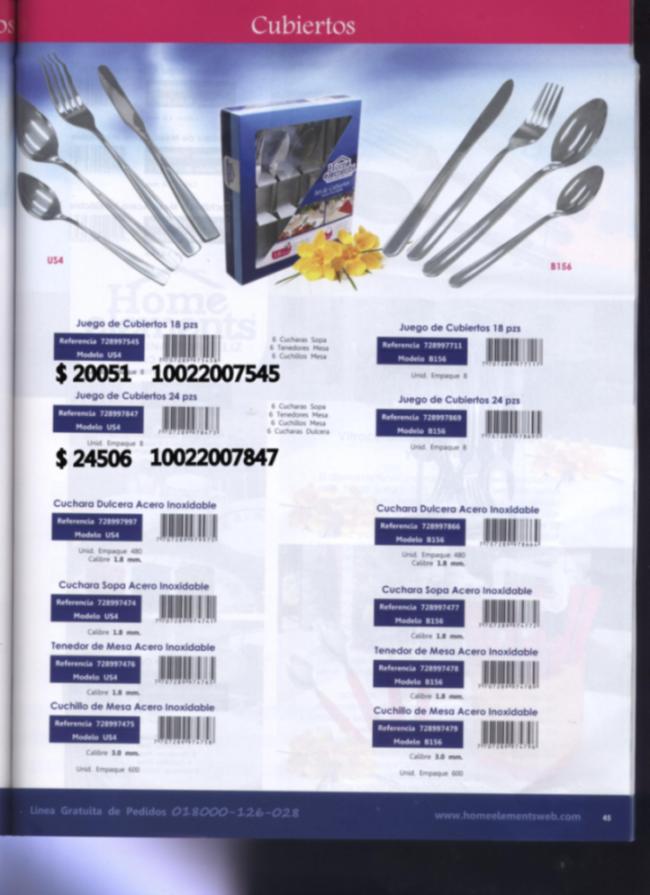 Cubiertos
US4
B156
Juego de Cubiertos 18 pzs
Referencia 728997545
Modelo US4
$ 20051 10022007545
6 Cucharas Sopa
6 Tenedores Mesa
6 Cuchillos Mesa
Juego de Cubiertos 18 pzs
Referencia 728997711
Modelo B156
Unid. Empaque 8
Juego de Cubiertos 24 pzs
Referencia 728997847
Modelo US4
Unid. Empaque 8
$ 24506 10022007847
6 Cucharas Sopa
6 Tenedores Mesa
6 Cuchillos Mesa
6 Cucharas Dulcera
Juego de Cubiertos 24 pzs
Referencia 728997869
Modelo B156
Unid. Empaque 8
Cuchara Dulcera Acero Inoxidable
Referencia 728997997
Modelo US4
Unid. Empaque 480
Calibre 1.8 mm.
Cuchara Dulcera Acero Inoxidable
Referencia 728997866
Modelo B156
Unid. Empaque 480
Calibre 1.8 mm.
Cuchara Sopa Acero Inoxidable
Referencia 728997474
Modelo US4
Calibre 1.8 mm.
Cuchara Sopa Acero Inoxidable
Referencia 728997477
Modelo B156
Calibre 1.8 mm.
Tenedor de Mesa Acero Inoxidable
Referencia 728997476
Modelo US4
Calibre 1.8 mm.
Tenedor de Mesa Acero Inoxidable
Referencia 728997478
Modelo B156
Calibre 1.8 mm.
Cuchillo de Mesa Acero Inoxidable
Referencia 728997475
Modelo US4
Calibre 3.0 mm.
Unid. Empaque 600
Cuchillo de Mesa Acero Inoxidable
Referencia 728997479
Modelo B156
Calibre 3.0 mm.
Unid. Empaque 600
Linea Gratuita de Pedidos 018000-126-028
www.homeelementsweb.com 45